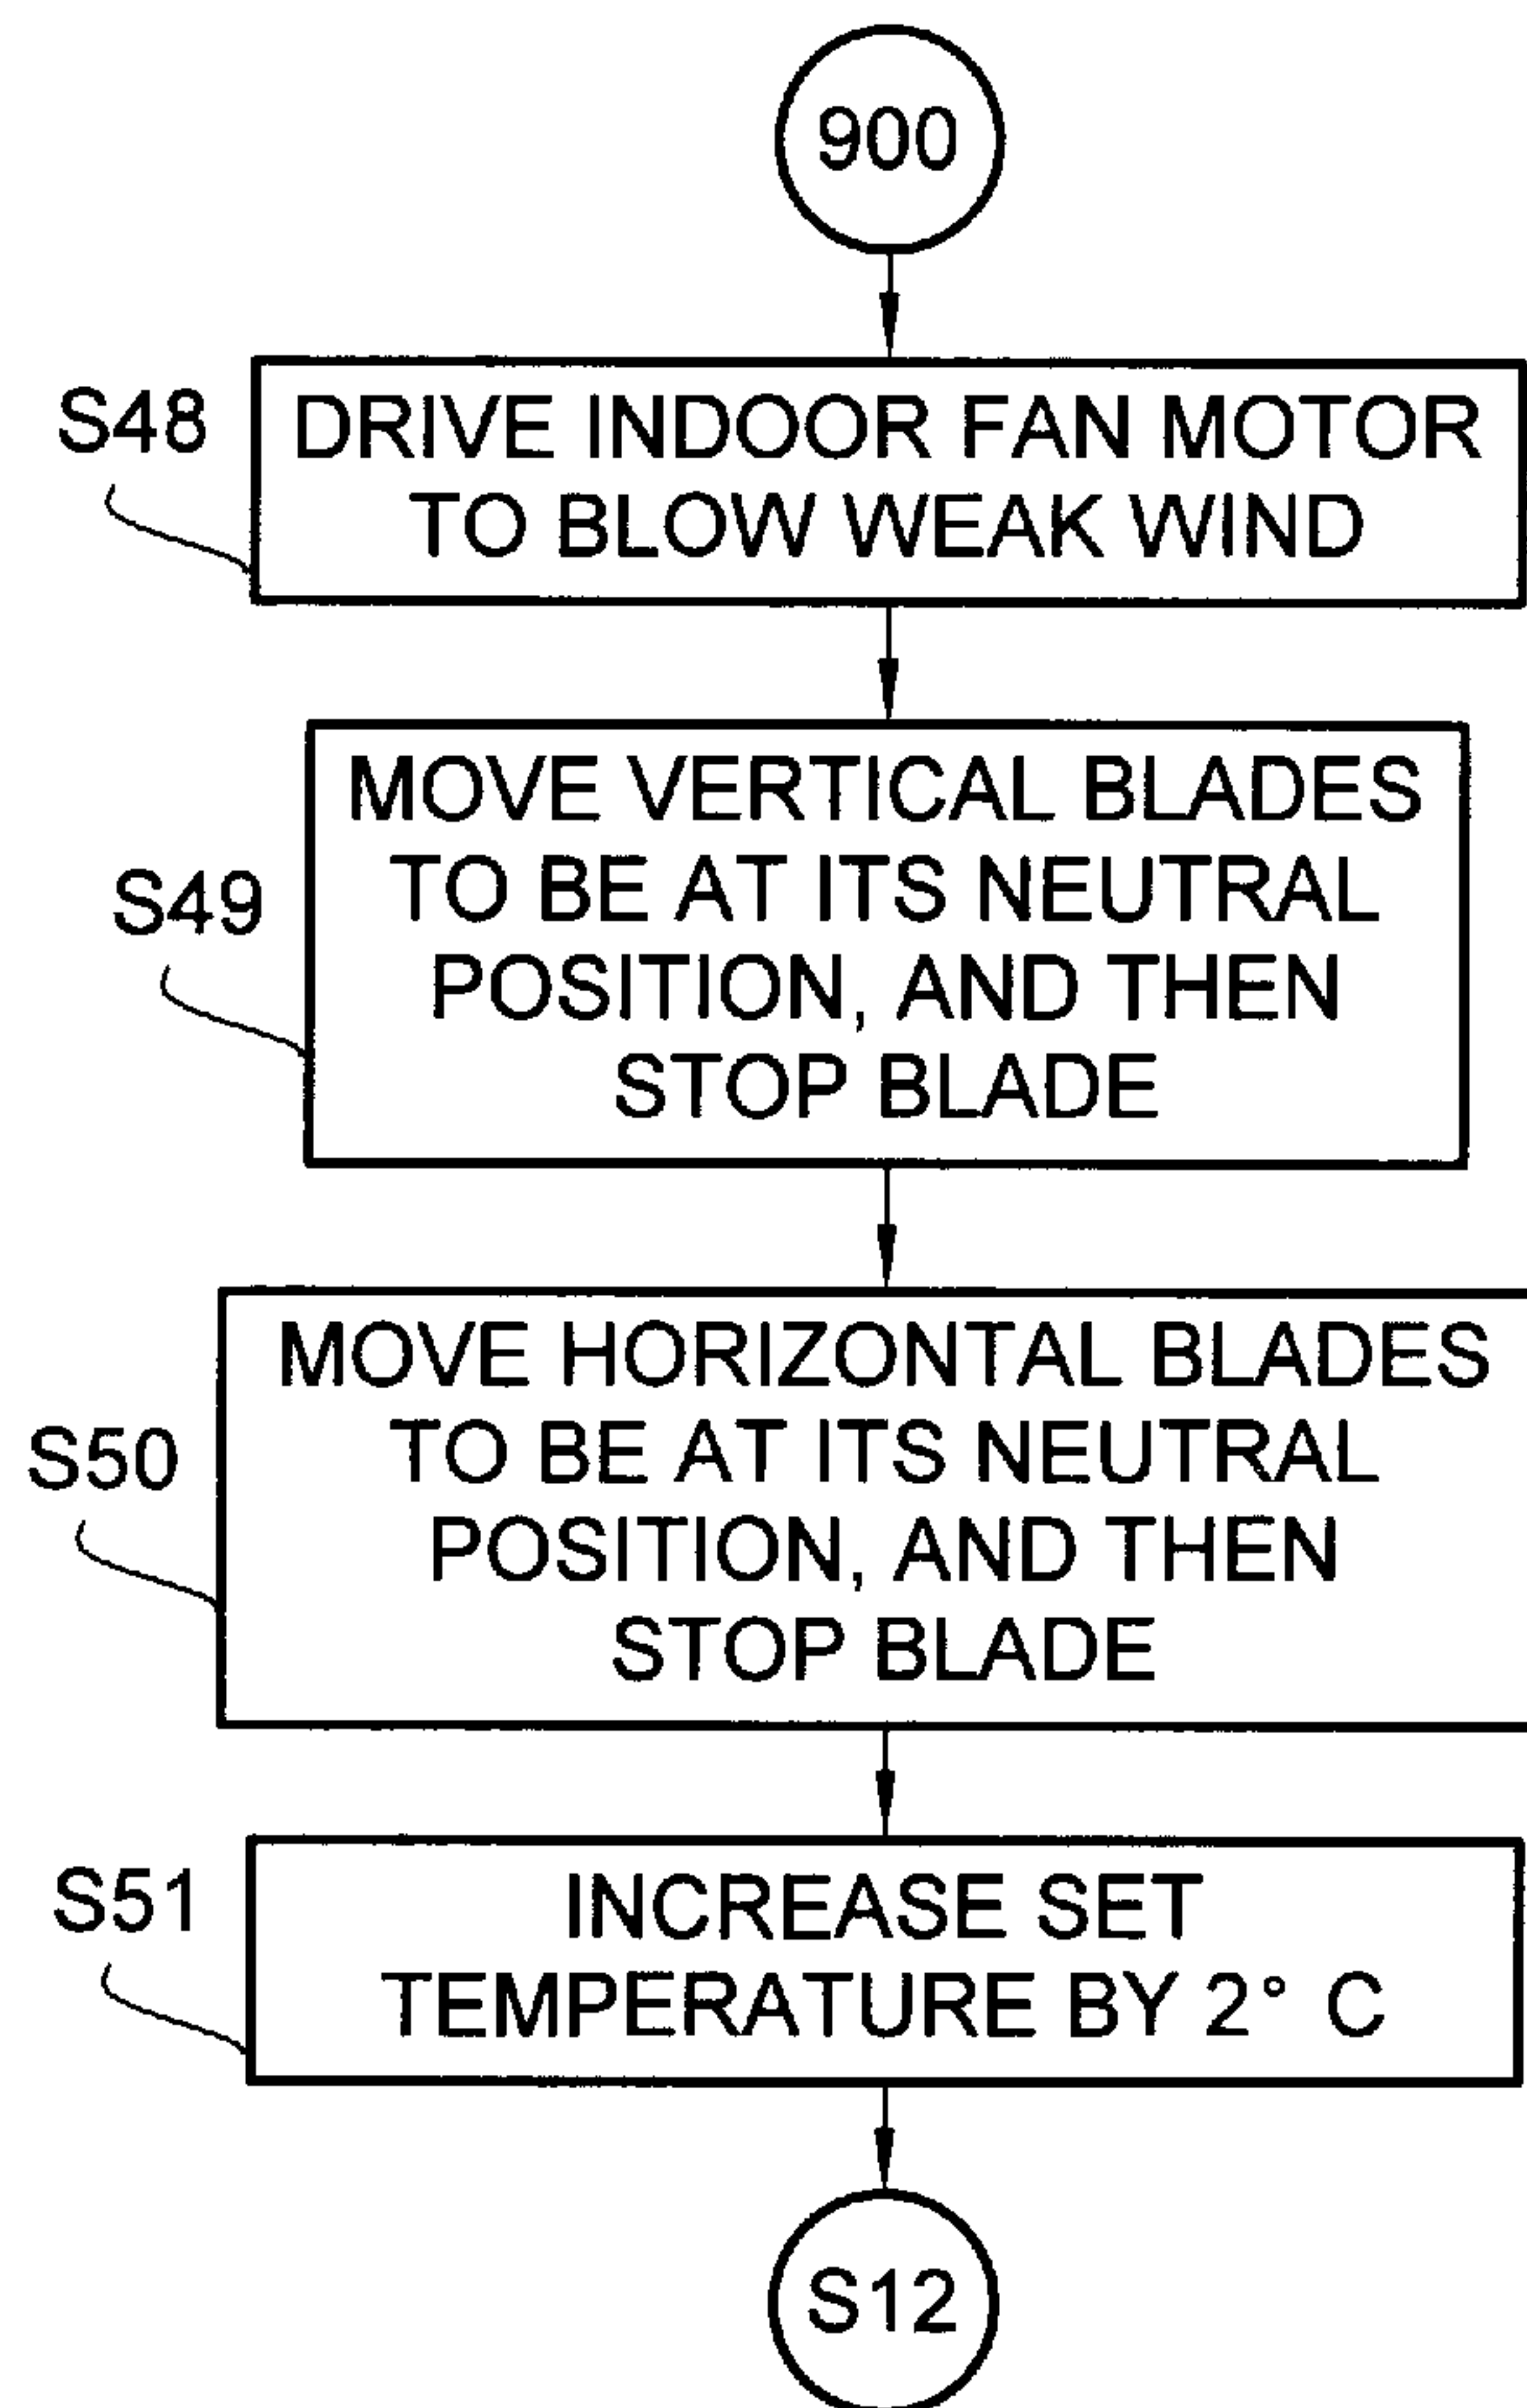 900
S48
DRIVE INDOOR FAN MOTOR
TO BLOW WEAK WIND
S49
MOVE VERTICAL BLADES
TO BE AT ITS NEUTRAL
POSITION, AND THEN
STOP BLADE
S50
MOVE HORIZONTAL BLADES
TO BE AT ITS NEUTRAL
POSITION, AND THEN
STOP BLADE
S51
INCREASE SET
TEMPERATURE BY 2° C
S12